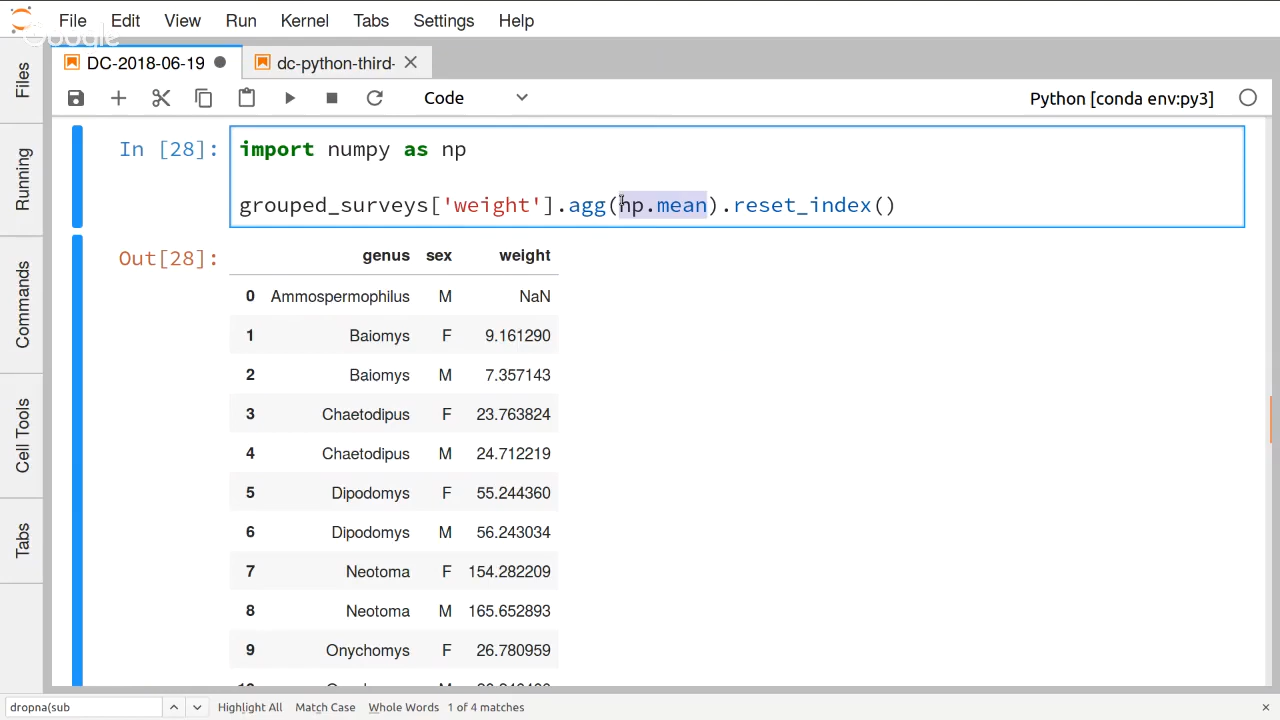 File Edit View Run Kernel Tabs Settings Help
Google
DC-2018-06-19 dc-python-third-
Code Python [conda env:py3]
Files
Running
Commands
Cell Tools
Tabs
In [28]: import numpy as np
grouped_surveys['weight'].agg(np.mean).reset_index()
Out[28]: genus sex weight
0 Ammospermophilus M NaN
1 Baiomys F 9.161290
2 Baiomys M 7.357143
3 Chaetodipus F 23.763824
4 Chaetodipus M 24.712219
5 Dipodomys F 55.244360
6 Dipodomys M 56.243034
7 Neotoma F 154.282209
8 Neotoma M 165.652893
9 Onychomys F 26.780959
dropna(sub Highlight All Match Case Whole Words 1 of 4 matches